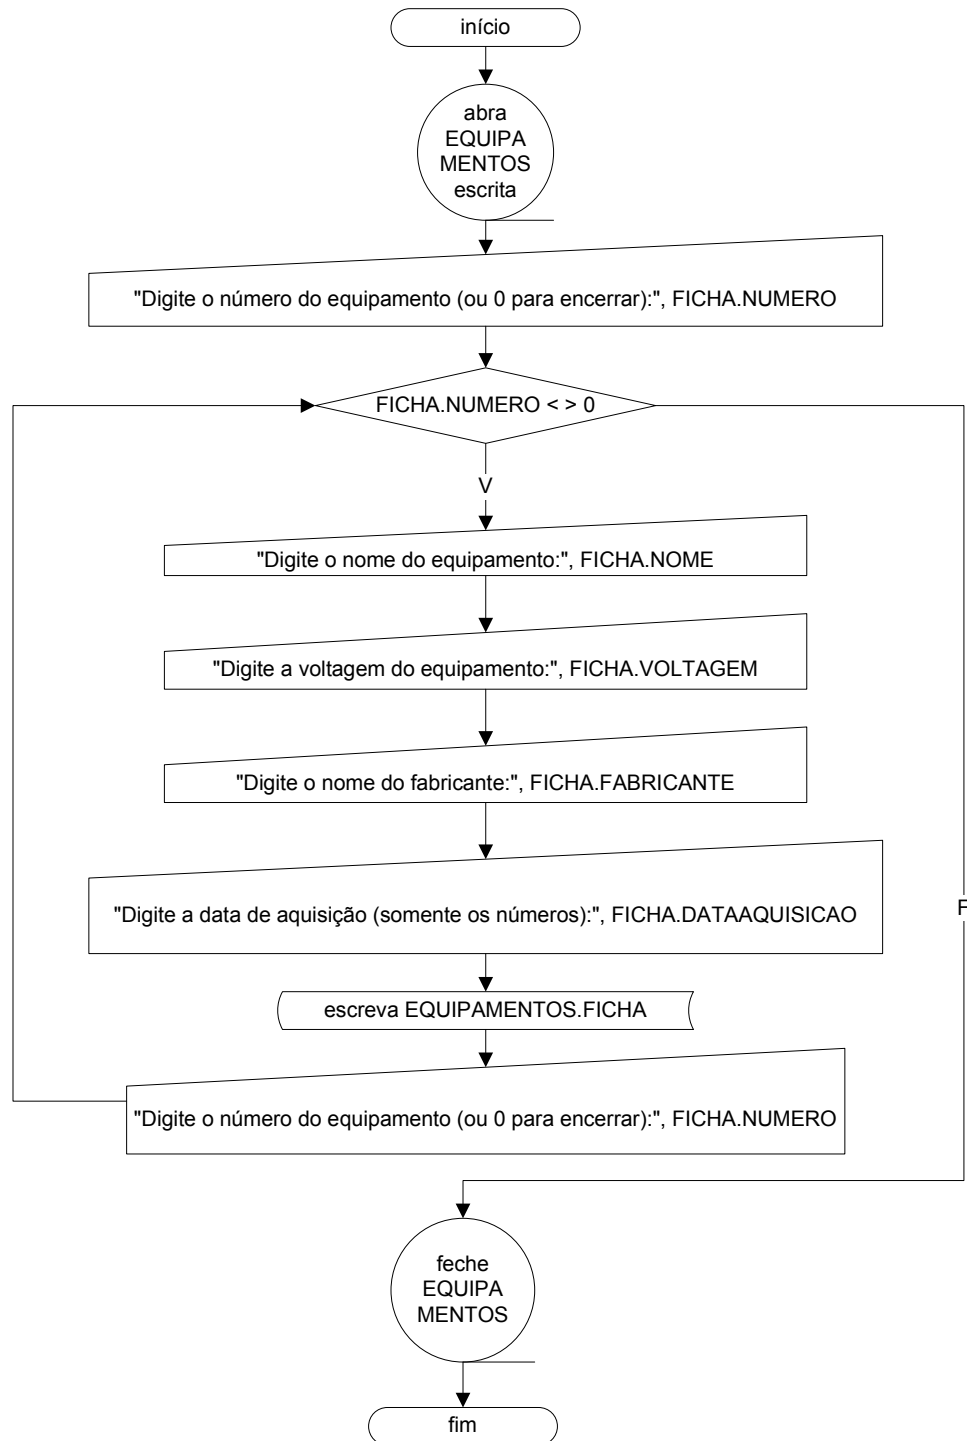 início
abra
EQUIPA
MENTOS
escrita
"Digite o número do equipamento (ou 0 para encerrar):", FICHA.NUMERO
FICHA.NUMERO < > 0
V
"Digite o nome do equipamento:", FICHA.NOME
"Digite a voltagem do equipamento:", FICHA.VOLTAGEM
"Digite o nome do fabricante:", FICHA.FABRICANTE
"Digite a data de aquisição (somente os números):", FICHA.DATAAQUISICAO
F
escreva EQUIPAMENTOS.FICHA
"Digite o número do equipamento (ou 0 para encerrar):", FICHA.NUMERO
feche
EQUIPA
MENTOS
fim